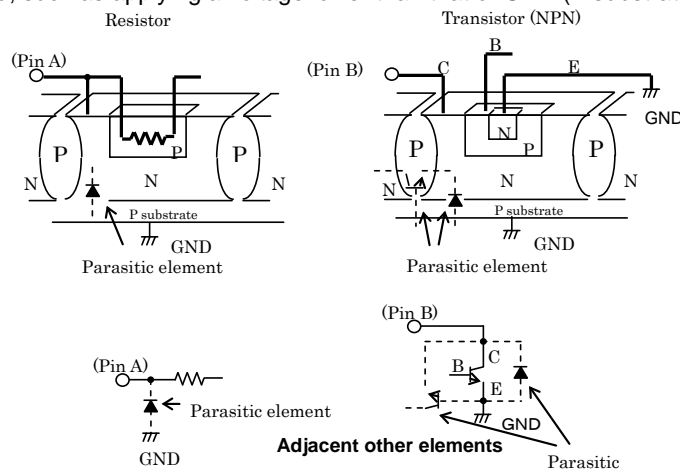 Resistor
Transistor (NPN)
(Pin A)
P
P
P
N
N
N
P substrate
GND
Parasitic element
(Pin B)
C
B
E
GND
P
N
P
P
N
N
N
P substrate
GND
Parasitic element
(Pin A)
Parasitic element
GND
(Pin B)
C
B
E
GND
Adjacent other elements
Parasitic